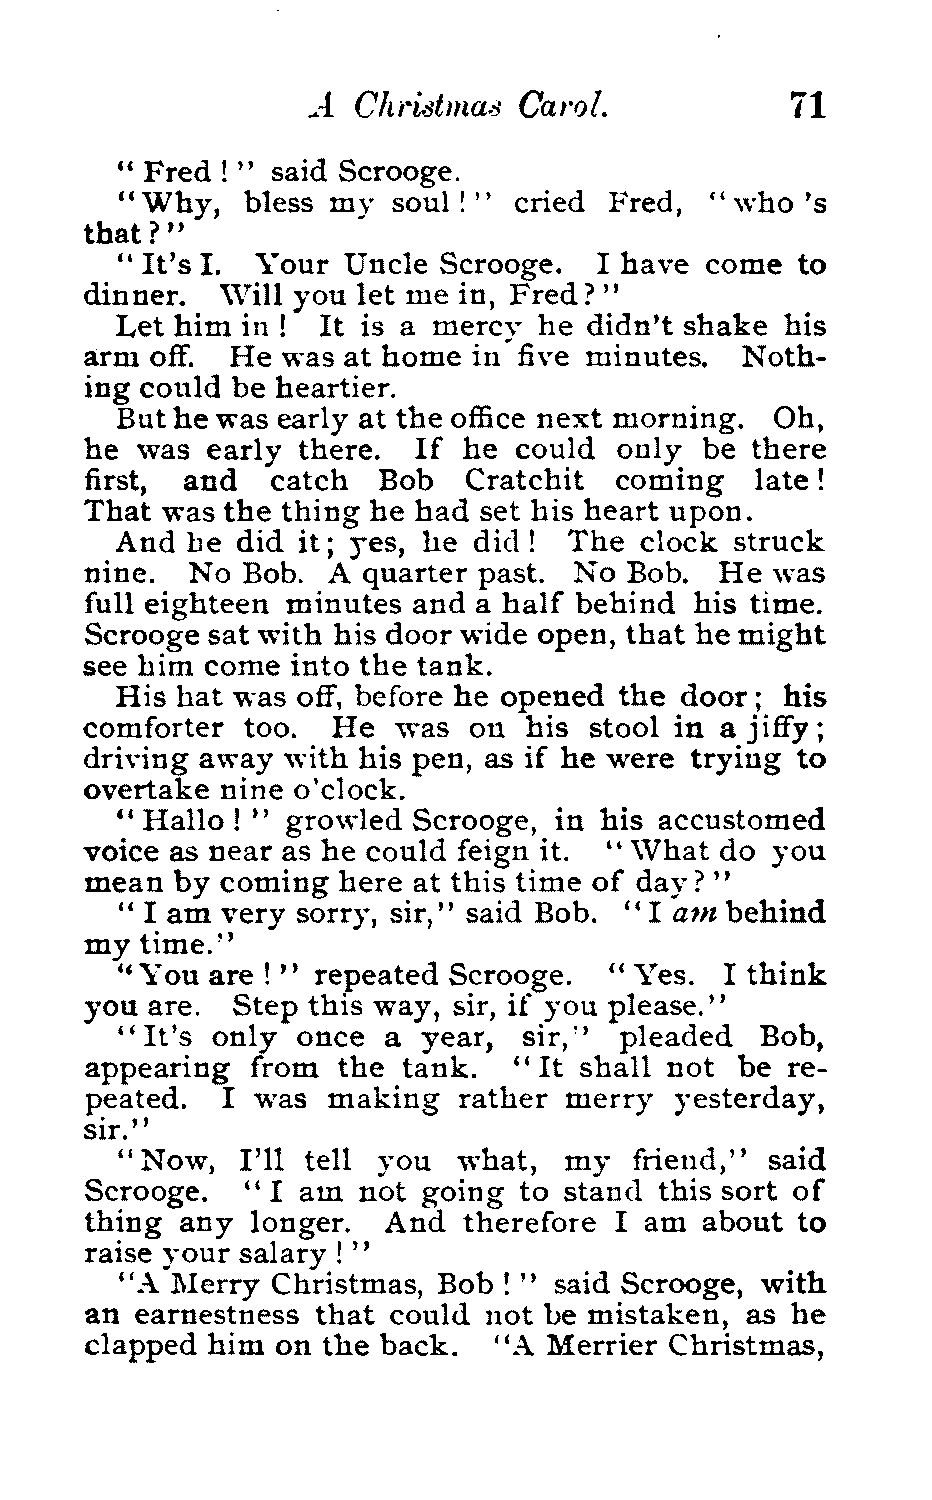 A Christmas Carol. 71
“Fred!” said Scrooge.
“Why, bless my soul!” cried Fred, “who 's
that?”
“It's I. Your Uncle Scrooge. I have come to
dinner. Will you let me in, Fred?”
Let him in! It is a mercy he didn't shake his
arm off. He was at home in five minutes. Noth-
ing could be heartier.
But he was early at the office next morning. Oh,
he was early there. If he could only be there
first, and catch Bob Cratchit coming late!
That was the thing he had set his heart upon.
And he did it; yes, he did! The clock struck
nine. No Bob. A quarter past. No Bob. He was
full eighteen minutes and a half behind his time.
Scrooge sat with his door wide open, that he might
see him come into the tank.
His hat was off, before he opened the door; his
comforter too. He was on his stool in a jiffy;
driving away with his pen, as if he were trying to
overtake nine o'clock.
“Hallo!” growled Scrooge, in his accustomed
voice as near as he could feign it. “What do you
mean by coming here at this time of day?”
“I am very sorry, sir,” said Bob. “I am behind
my time.”
“You are!” repeated Scrooge. “Yes. I think
you are. Step this way, sir, if you please.”
“It's only once a year, sir,” pleaded Bob,
appearing from the tank. “It shall not be re-
peated. I was making rather merry yesterday,
sir.”
“Now, I'll tell you what, my friend,” said
Scrooge. “I am not going to stand this sort of
thing any longer. And therefore I am about to
raise your salary!”
“A Merry Christmas, Bob!” said Scrooge, with
an earnestness that could not be mistaken, as he
clapped him on the back. “A Merrier Christmas,